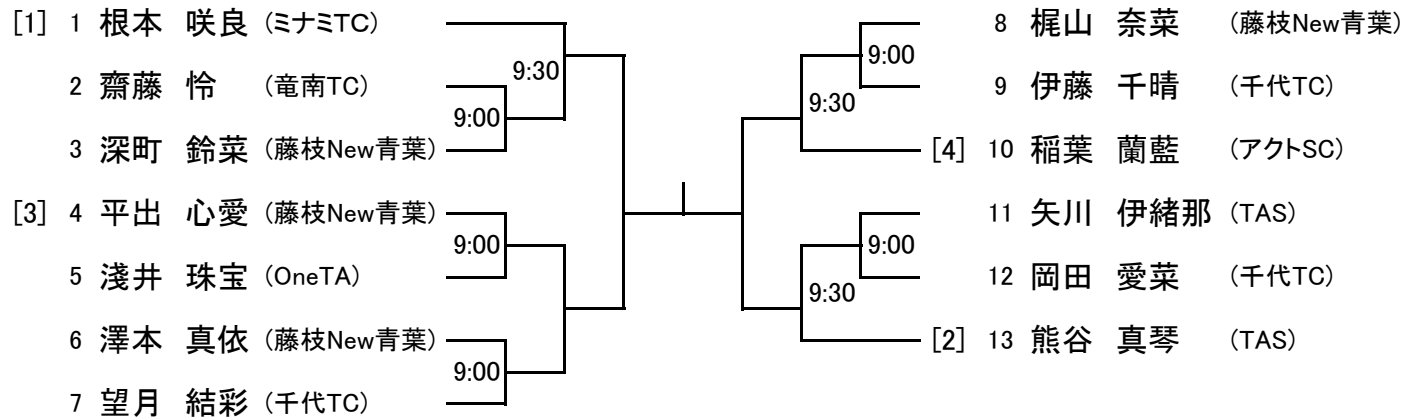 [1] 1 根本 咲良 (ミナミTC)
9:30
2 齋藤 怜 (竜南TC)
9:00
3 深町 鈴菜 (藤枝New青葉)
[3] 4 平出 心愛 (藤枝New青葉)
9:00
5 淺井 珠宝 (OneTA)
6 澤本 真依 (藤枝New青葉)
9:00
7 望月 結彩 (千代TC)
8 梶山 奈菜 (藤枝New青葉)
9:00
9 伊藤 千晴 (千代TC)
9:30
[4] 10 稲葉 蘭藍 (アクトSC)
11 矢川 伊緒那 (TAS)
9:00
12 岡田 愛菜 (千代TC)
9:30
[2] 13 熊谷 真琴 (TAS)